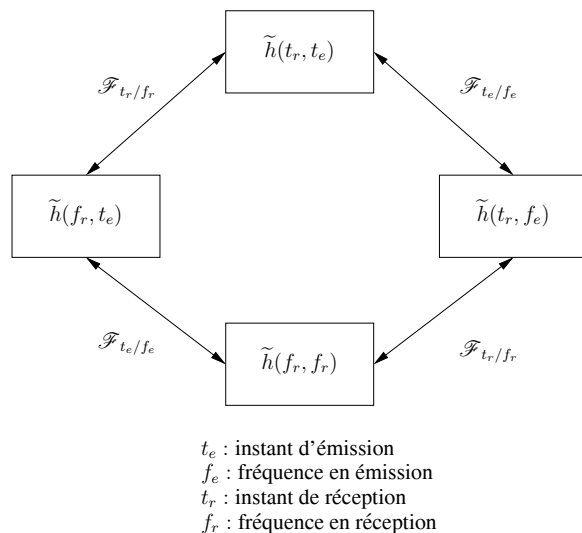 h̃(t_r, t_e)
ℱ_{t_r/f_r}
ℱ_{t_e/f_e}
h̃(f_r, t_e)
h̃(t_r, f_e)
ℱ_{t_e/f_e}
h̃(f_r, f_r)
ℱ_{t_r/f_r}
t_e : instant d'émission
f_e : fréquence en émission
t_r : instant de réception
f_r : fréquence en réception